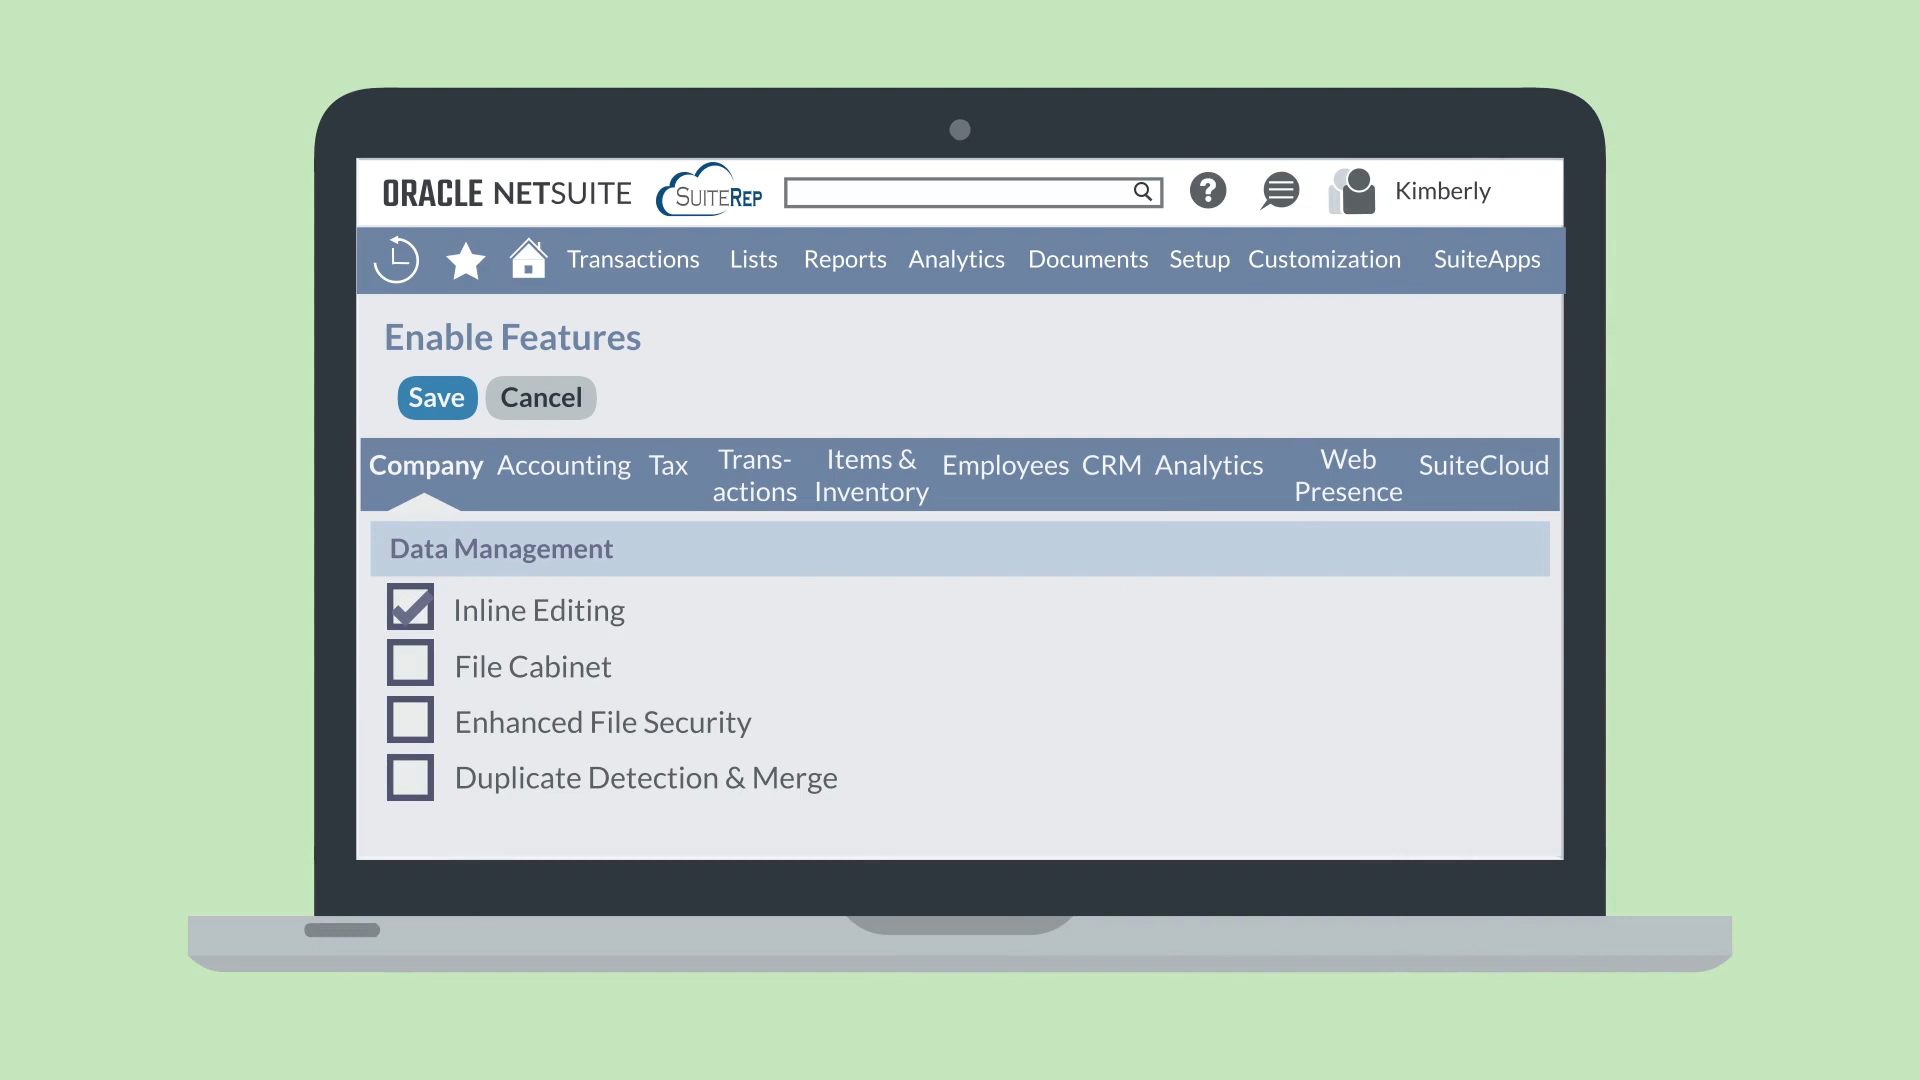 ORACLE NETSUITE SUITEREP ? Kimberly
Transactions Lists Reports Analytics Documents Setup Customization SuiteApps
Enable Features
Save Cancel
Company Accounting Tax Trans-
actions Items &
Inventory Employees CRM Analytics Web
Presence SuiteCloud
Data Management
Inline Editing
File Cabinet
Enhanced File Security
Duplicate Detection & Merge